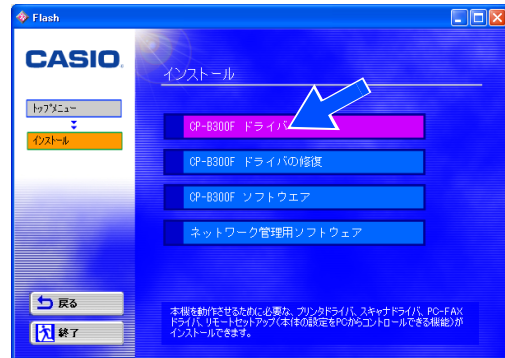 Flash
CASIO
インストール
トップメニュー
インストール
CP-B300F ドライバ
CP-B300F ドライバの修復
CP-B300F ソフトウエア
ネットワーク管理用ソフトウェア
戻る
終了
本機を動作させるために必要な、プリンタドライバ、スキャナドライバ、PC-FAX
ドライバ、リモートセットアップ(本体の設定をPCからコントロールできる機能)が
インストールできます。